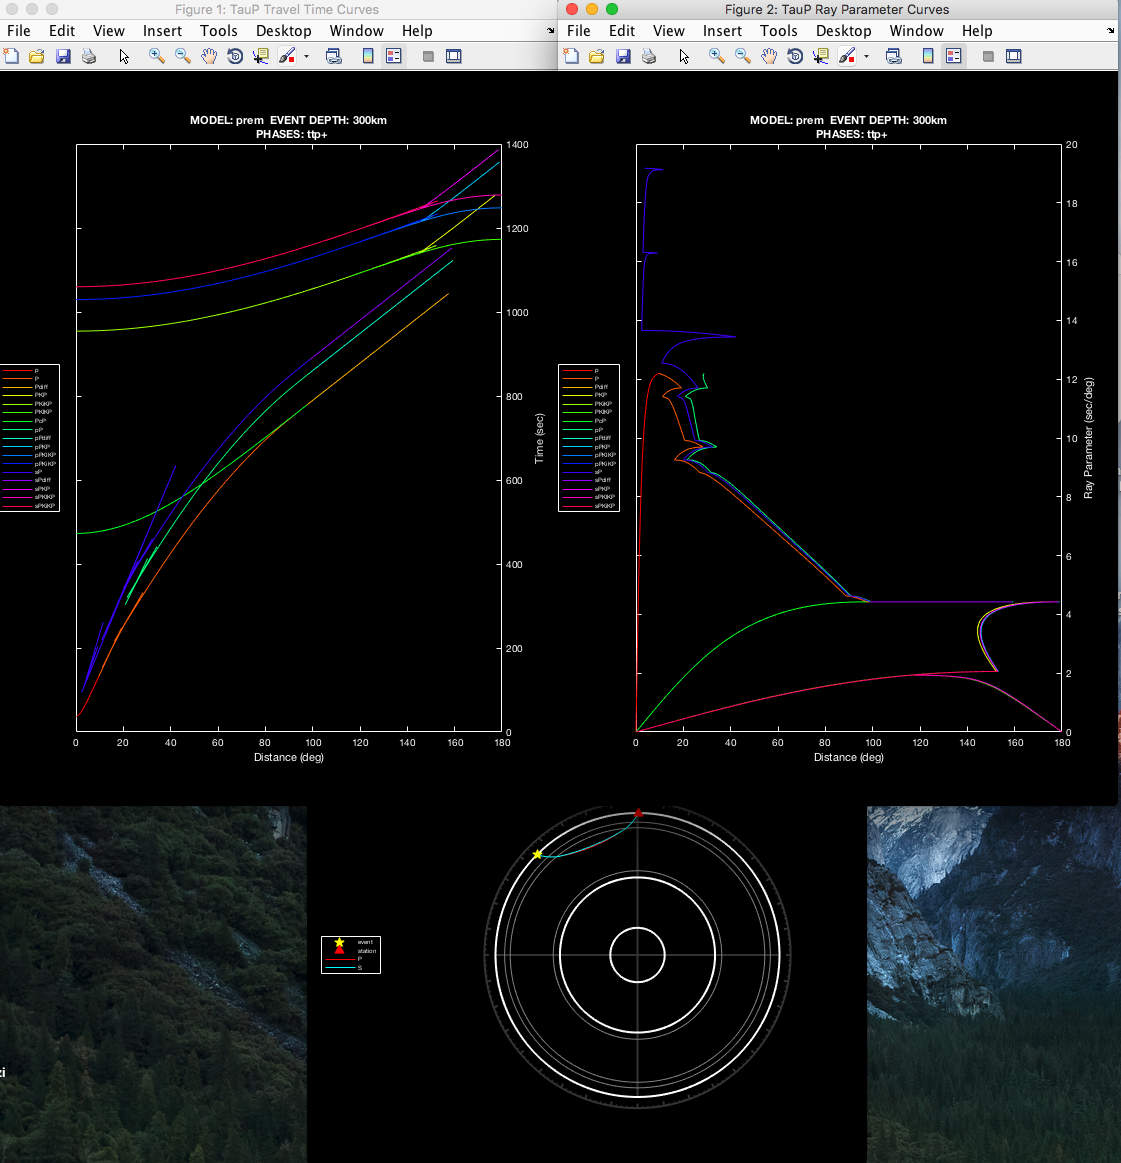 Figure 1: TauP Travel Time Curves
File Edit View Insert Tools Desktop Window Help
MODEL: prem EVENT DEPTH: 300km
PHASES: ttp+
1400
1200
1000
800
600
400
200
0
Time (sec)
0 20 40 60 80 100 120 140 160 180
Distance (deg)
p
P
Pdiff
PKP
PKiKP
PKiKP
PcP
pP
pPdiff
pPKP
pPKiKP
pPKiKP
sP
sPdiff
sPKP
sPKiKP
sPKiKP
Figure 2: TauP Ray Parameter Curves
File Edit View Insert Tools Desktop Window Help
MODEL: prem EVENT DEPTH: 300km
PHASES: ttp+
20
18
16
14
12
10
8
6
4
2
0
Ray Parameter (sec/deg)
0 20 40 60 80 100 120 140 160 180
Distance (deg)
p
P
Pdiff
PKP
PKiKP
PKiKP
PcP
pP
pPdiff
pPKP
pPKiKP
pPKiKP
sP
sPdiff
sPKP
sPKiKP
sPKiKP
event
station
P
S
zi